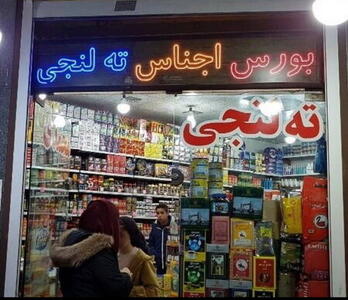 بورس اجناس ته لنجی
ته لنجی